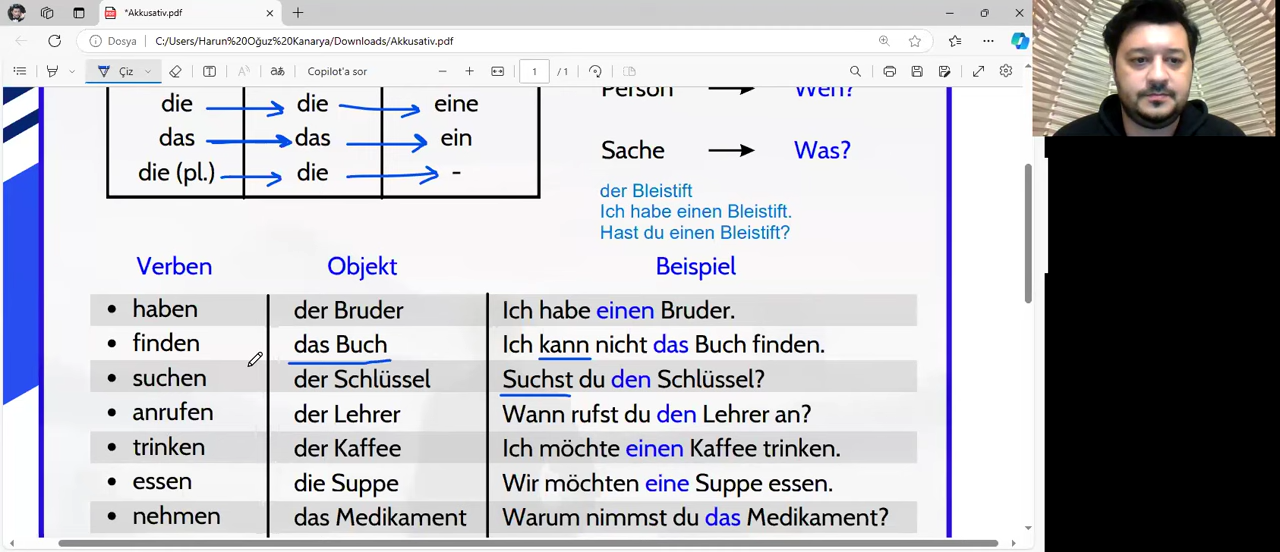 *Akkusativ.pdf
Dosya C:/Users/Harun%20Oğuz%20Kanarya/Downloads/Akkusativ.pdf
Çiz Copilot'a sor 1 / 1
die die eine
das das ein
die (pl.) die -
Person Wen?
Sache Was?
der Bleistift
Ich habe einen Bleistift.
Hast du einen Bleistift?
Verben Objekt Beispiel
• haben der Bruder Ich habe einen Bruder.
• finden das Buch Ich kann nicht das Buch finden.
• suchen der Schlüssel Suchst du den Schlüssel?
• anrufen der Lehrer Wann rufst du den Lehrer an?
• trinken der Kaffee Ich möchte einen Kaffee trinken.
• essen die Suppe Wir möchten eine Suppe essen.
• nehmen das Medikament Warum nimmst du das Medikament?